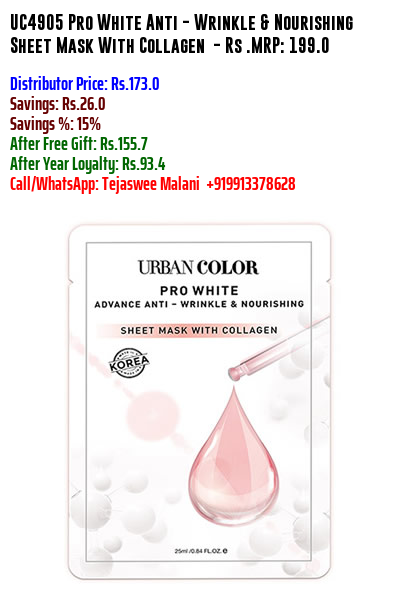 UC4905 Pro White Anti - Wrinkle & Nourishing
Sheet Mask With Collagen - Rs .MRP: 199.0
Distributor Price: Rs.173.0
Savings: Rs.26.0
Savings %: 15%
After Free Gift: Rs.155.7
After Year Loyalty: Rs.93.4
Call/WhatsApp: Tejaswee Malani +919913378628
URBAN COLOR
PRO WHITE
ADVANCE ANTI – WRINKLE & NOURISHING
SHEET MASK WITH COLLAGEN
MADE IN
KOREA
25ml /0.84 FL.OZ. e